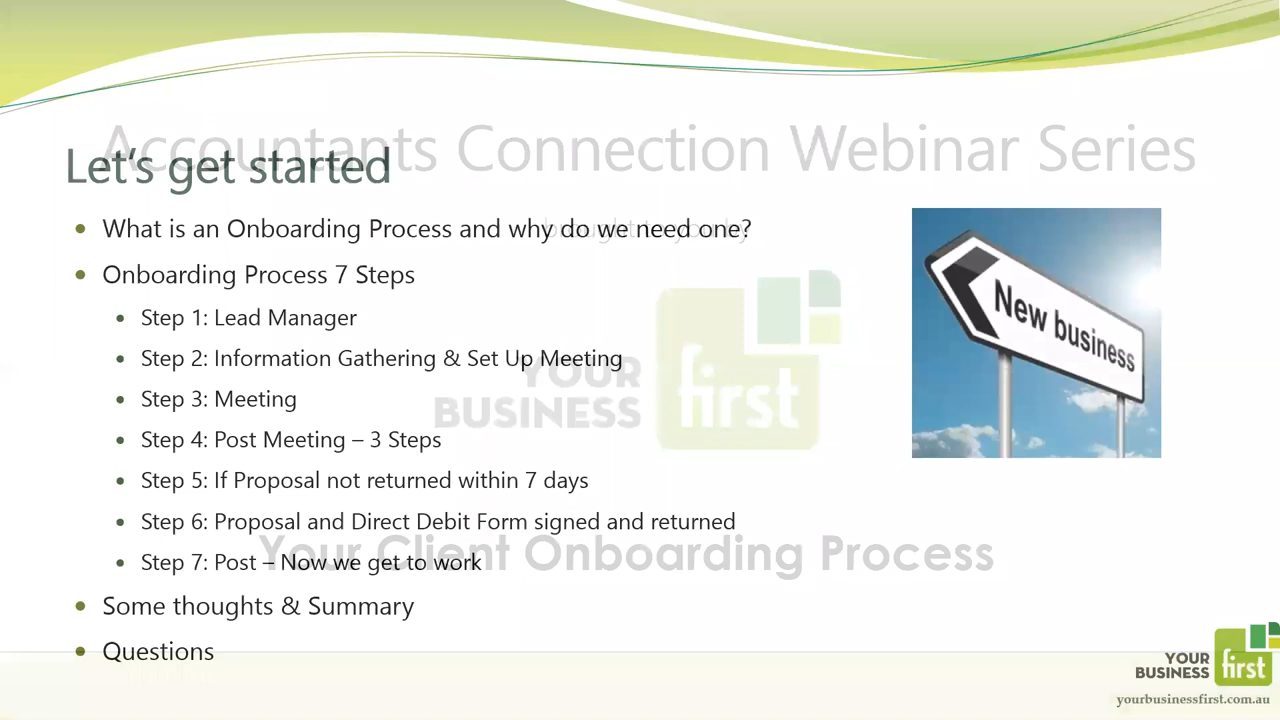 Accountants Connection Webinar Series
Let's get started
What is an Onboarding Process and why do we need one?
brought to you by
Onboarding Process 7 Steps
Step 1: Lead Manager
Step 2: Information Gathering & Set Up Meeting
Step 3: Meeting
Step 4: Post Meeting – 3 Steps
Step 5: If Proposal not returned within 7 days
Step 6: Proposal and Direct Debit Form signed and returned
Your Client Onboarding Process
Step 7: Post – Now we get to work
Some thoughts & Summary
Questions
New business
YOUR
BUSINESS
first
YOUR
BUSINESS
first
yourbusinessfirst.com.au